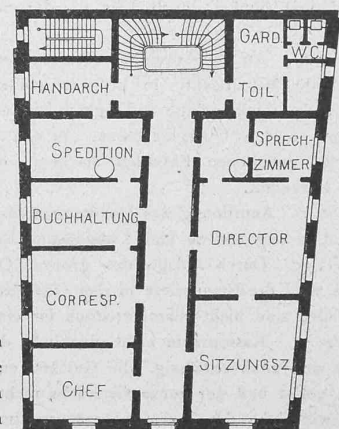 GARD.
W.C.
HANDARCH
TOIL.
SPEDITION
SPRECH-
ZIMMER
BUCHHALTUNG
DIRECTOR
CORRESP.
SITZUNGSZ.
CHEF